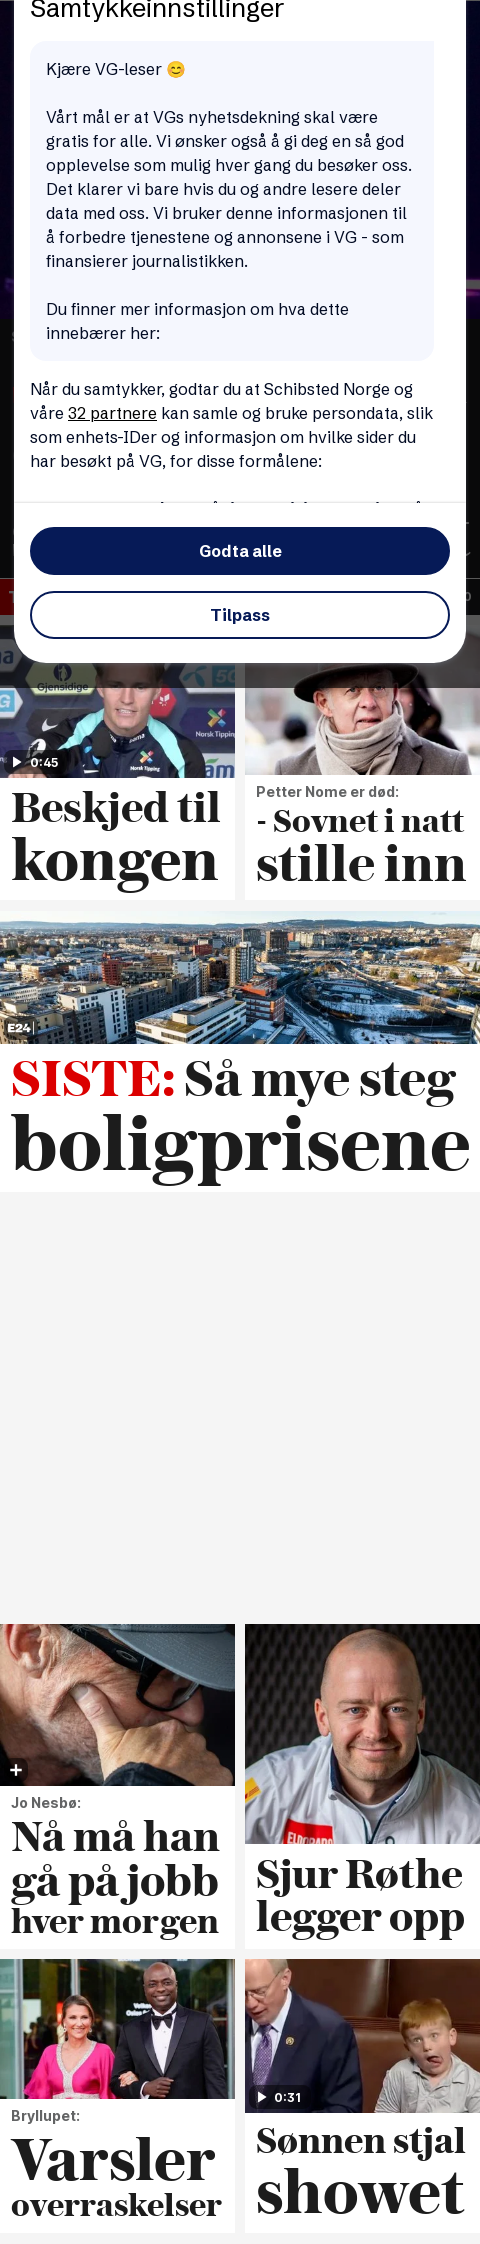 Samtykkeinnstillinger
Kjære VG-leser 😊
Vårt mål er at VGs nyhetsdekning skal være
gratis for alle. Vi ønsker også å gi deg en så god
opplevelse som mulig hver gang du besøker oss.
Det klarer vi bare hvis du og andre lesere deler
data med oss. Vi bruker denne informasjonen til
å forbedre tjenestene og annonsene i VG - som
finansierer journalistikken.
Du finner mer informasjon om hva dette
innebærer her:
Når du samtykker, godtar du at Schibsted Norge og
våre 32 partnere kan samle og bruke persondata, slik
som enhets-IDer og informasjon om hvilke sider du
har besøkt på VG, for disse formålene:
Godta alle
Tilpass
Gjensidige
5G
Norsk Tipping
Norsk Tipping
0:45
Beskjed til
kongen
Petter Nome er død:
- Sovnet i natt
stille inn
E24
SISTE: Så mye steg
boligprisene
Jo Nesbø:
Nå må han
gå på jobb
hver morgen
ELDORADO
Sjur Røthe
legger opp
Bryllupet:
Varsler
overraskelser
0:31
Sønnen stjal
showet